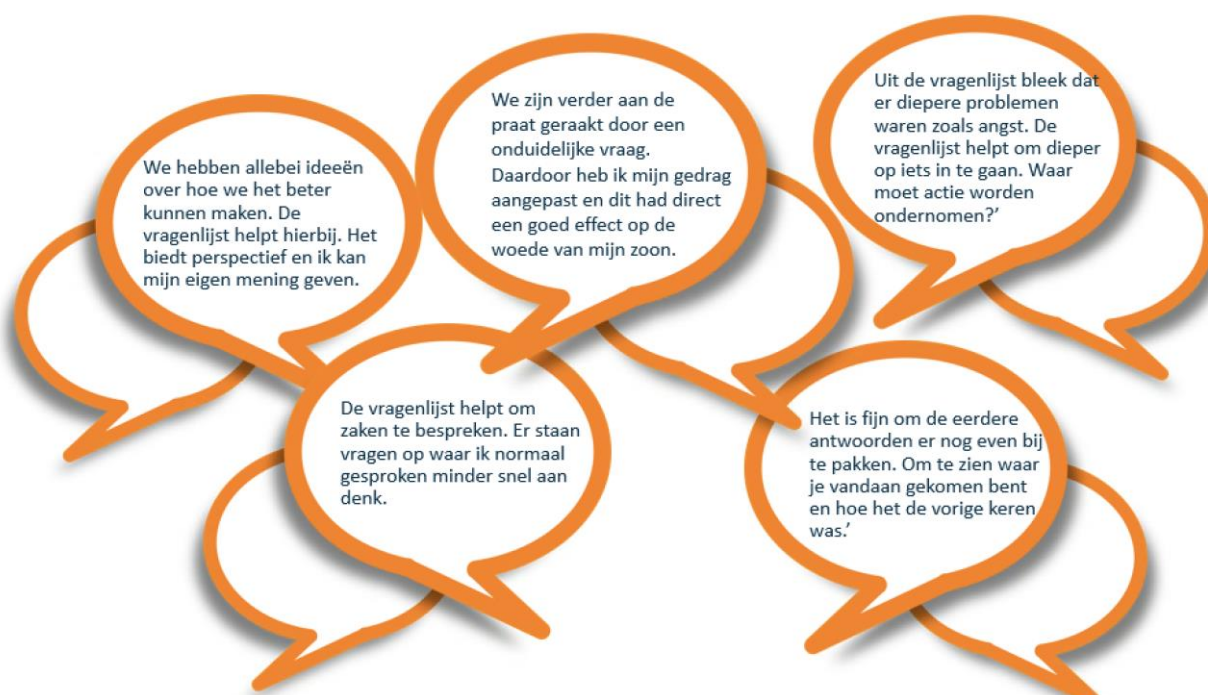 We hebben allebei ideeën
over hoe we het beter
kunnen maken. De
vragenlijst helpt hierbij. Het
biedt perspectief en ik kan
mijn eigen mening geven.
We zijn verder aan de
praat geraakt door een
onduidelijke vraag.
Daardoor heb ik mijn gedrag
aangepast en dit had direct
een goed effect op de
woede van mijn zoon.
Uit de vragenlijst bleek dat
er diepere problemen
waren zoals angst. De
vragenlijst helpt om dieper
op iets in te gaan. Waar
moet actie worden
ondernomen?'
De vragenlijst helpt om
zaken te bespreken. Er staan
vragen op waar ik normaal
gesproken minder snel aan
denk.
Het is fijn om de eerdere
antwoorden er nog even bij
te pakken. Om te zien waar
je vandaan gekomen bent
en hoe het de vorige keren
was.'